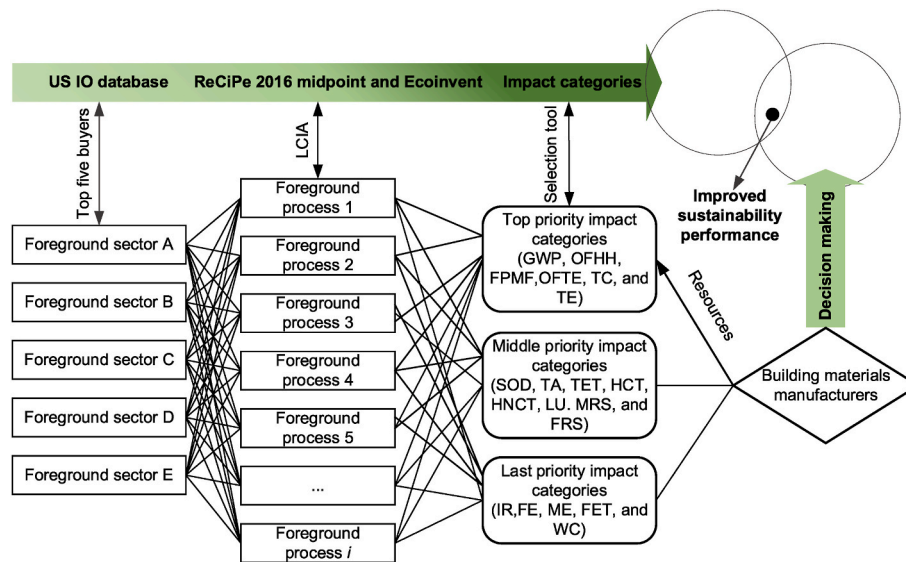 US IO database
ReCiPe 2016 midpoint and Ecoinvent
Impact categories
Top five buyers
LCIA
Selection tool
Improved
sustainability
performance
Decision making
Foreground sector A
Foreground sector B
Foreground sector C
Foreground sector D
Foreground sector E
Foreground
process 1
Foreground
process 2
Foreground
process 3
Foreground
process 4
Foreground
process 5
...
Foreground
process i
Top priority impact
categories
(GWP, OFHH,
FPMF,OFTE, TC, and
TE)
Middle priority impact
categories
(SOD, TA, TET, HCT,
HNCT, LU. MRS, and
FRS)
Last priority impact
categories
(IR,FE, ME, FET, and
WC)
Resources
Building materials
manufacturers